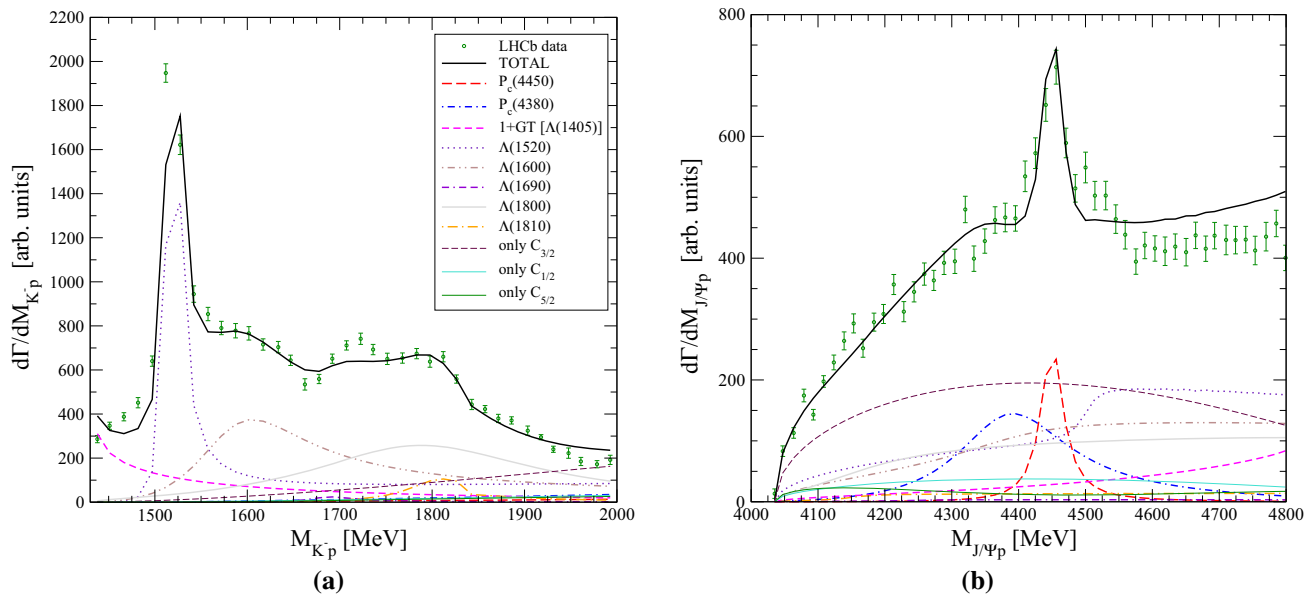 2200
2000
1800
1600
1400
1200
1000
800
600
400
200
0
dΓ/dM_{K^-p} [arb. units]
1500 1600 1700 1800 1900 2000
M_{K^-p} [MeV]
LHCb data
TOTAL
P_c(4450)
P_c(4380)
1+GT [Λ(1405)]
Λ(1520)
Λ(1600)
Λ(1690)
Λ(1800)
Λ(1810)
only C_{3/2}
only C_{1/2}
only C_{5/2}
(a)
800
600
400
200
0
dΓ/dM_{J/Ψp} [arb. units]
4000 4100 4200 4300 4400 4500 4600 4700 4800
M_{J/Ψp} [MeV]
(b)